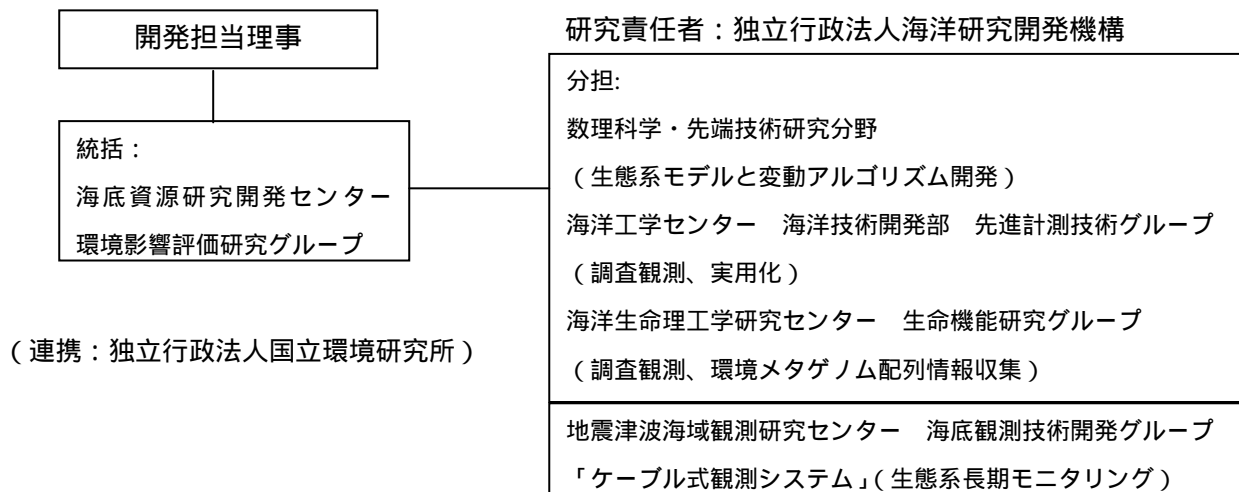 開発担当理事
統括：
海底資源研究開発センター
環境影響評価研究グループ
（連携：独立行政法人国立環境研究所）
研究責任者：独立行政法人海洋研究開発機構
分担:
数理科学・先端技術研究分野
（生態系モデルと変動アルゴリズム開発）
海洋工学センター　海洋技術開発部　先進計測技術グループ
（調査観測、実用化）
海洋生命理工学研究センター　生命機能研究グループ
（調査観測、環境メタゲノム配列情報収集）
地震津波海域観測研究センター　海底観測技術開発グループ
「ケーブル式観測システム」（生態系長期モニタリング）